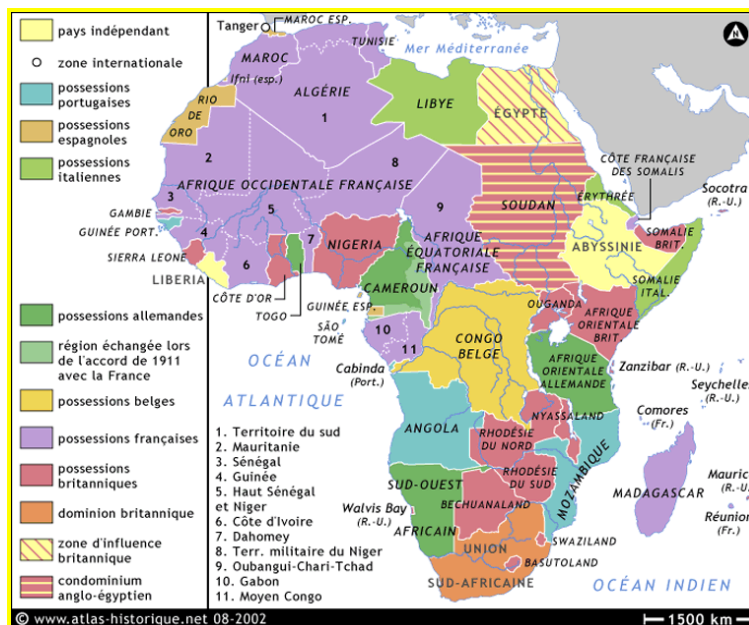 pays indépendant
zone internationale
possessions
portugaises
possessions
espagnoles
possessions
italiennes
possessions allemandes
région échangée lors
de l'accord de 1911
avec la France
possessions belges
possessions françaises
possessions
britanniques
dominion britannique
zone d'influence
britannique
condominium
anglo-égyptien
Tanger
MAROC ESP.
TUNISIE
Mer Méditerranée
N
MAROC
Ifni (esp.)
ALGÉRIE
1
LIBYE
ÉGYPTE
RIO
DE
ORO
2
8
CÔTE FRANÇAISE
DES SOMALIS
AFRIQUE OCCIDENTALE FRANÇAISE
3
5
9
SOUDAN
ÉRYTHRÉE
Socotra
(R.-U.)
GAMBIE
GUINÉE PORT.
4
6
7
NIGERIA
AFRIQUE
ÉQUATORIALE
FRANÇAISE
ABYSSINIE
SOMALIE
BRIT.
SIERRA LEONE
LIBERIA
CÔTE D'OR
TOGO
CAMEROUN
SOMALIE
ITAL.
GUINÉE ESP.
SÃO
TOMÉ
10
11
OUGANDA
AFRIQUE
ORIENTALE
BRIT.
CONGO
BELGE
OCÉAN
ATLANTIQUE
Cabinda
(Port.)
AFRIQUE
ORIENTALE
ALLEMANDE
Zanzibar (R.-U.)
Seychelles
(R.-U.)
Comores
(Fr.)
ANGOLA
NYASSALAND
RHODÉSIE
DU NORD
RHODÉSIE
DU SUD
MOZAMBIQUE
MADAGASCAR
Mauric
(R.-U.)
Réunion
(Fr.)
SUD-OUEST
AFRICAIN
Walvis Bay
(R.-U.)
BECHUANALAND
SWAZILAND
BASUTOLAND
UNION
SUD-AFRICAINE
OCÉAN INDIEN
1. Territoire du sud
2. Mauritanie
3. Sénégal
4. Guinée
5. Haut Sénégal
et Niger
6. Côte d'Ivoire
7. Dahomey
8. Terr. militaire du Niger
9. Oubangui-Chari-Tchad
10. Gabon
11. Moyen Congo
© www.atlas-historique.net 08-2002
1500 km